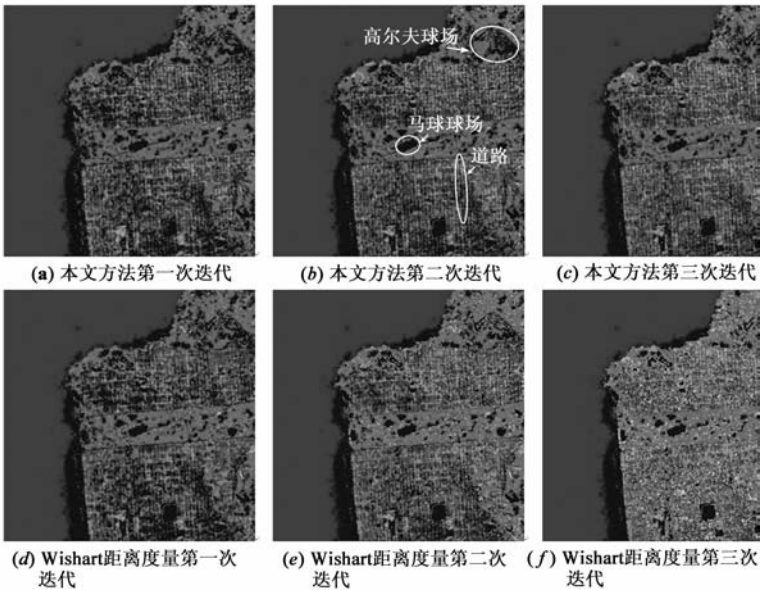 高尔夫球场
马球球场
道路
(a) 本文方法第一次迭代
(b) 本文方法第二次迭代
(c) 本文方法第三次迭代
(d) Wishart距离度量第一次
迭代
(e) Wishart距离度量第二次
迭代
(f) Wishart距离度量第三次
迭代